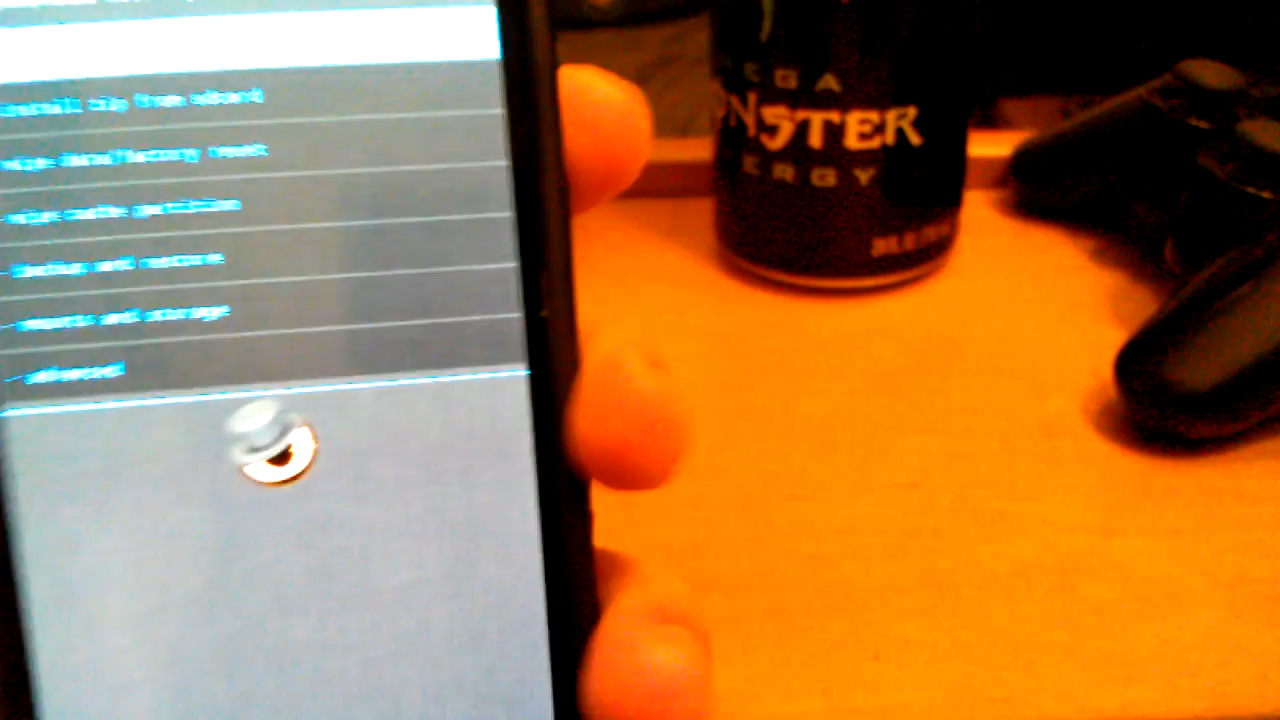 install zip from sdcard
wipe data/factory reset
wipe cache partition
- backup and restore
- mounts and storage
- advanced
EGA
NSTER
ERGY